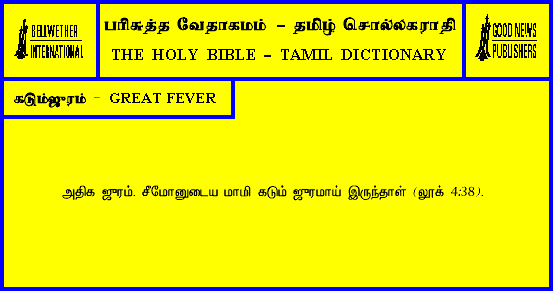 BELLWETHER
INTERNATIONAL
பரிசுத்த வேதாகமம் – தமிழ் சொல்லகராதி
THE HOLY BIBLE – TAMIL DICTIONARY
GOOD NEWS
PUBLISHERS
கடும்ஜுரம் – GREAT FEVER
அதிக ஜுரம். சீமோனுடைய மாமி கடும் ஜுரமாய் இருந்தாள் (லூக் 4:38).